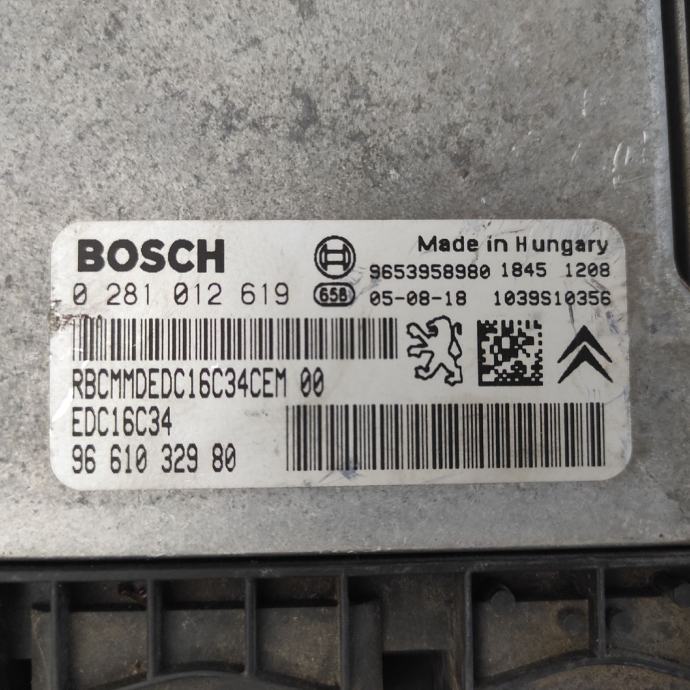 BOSCH
Made in Hungary
9653958980 1845 1208
0 281 012 619
658 05-08-18 1039S10356
RBCMMDEDC16C34CEM 00
EDC16C34
96 610 329 80